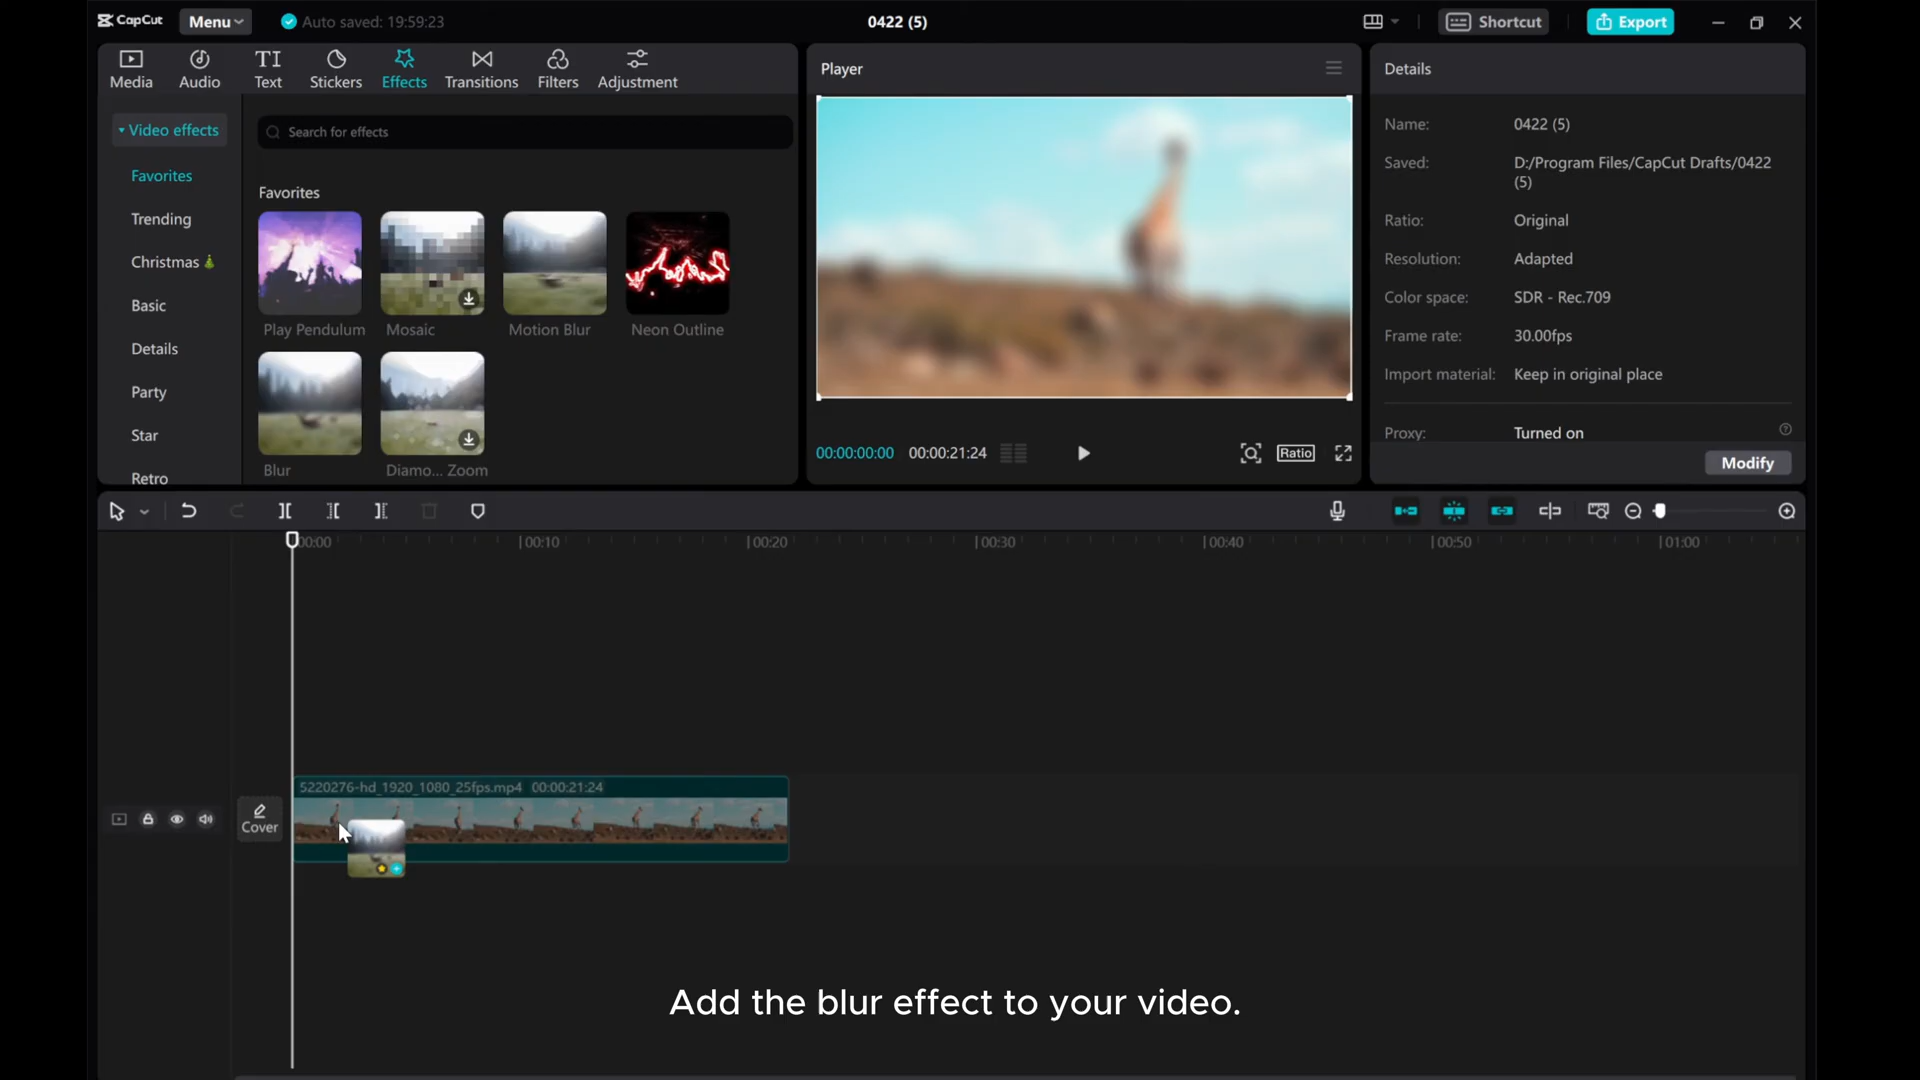 CapCut
Menu
Auto saved: 19:59:23
0422 (5)
Shortcut
Export
Media
Audio
Text
Stickers
Effects
Transitions
Filters
Adjustment
Video effects
Favorites
Trending
Christmas
Basic
Details
Party
Star
Retro
Search for effects
Favorites
Play Pendulum
Mosaic
Motion Blur
Neon Outline
Blur
Diamo... Zoom
Player
00:00:00:00
00:00:21:24
Ratio
Details
Name: 0422 (5)
Saved: D:/Program Files/CapCut Drafts/0422
(5)
Ratio: Original
Resolution: Adapted
Color space: SDR - Rec.709
Frame rate: 30.00fps
Import material: Keep in original place
Proxy: Turned on
Modify
00:00
00:10
00:20
00:30
00:40
00:50
01:00
5220276-hd_1920_1080_25fps.mp4 00:00:21:24
Cover
Add the blur effect to your video.